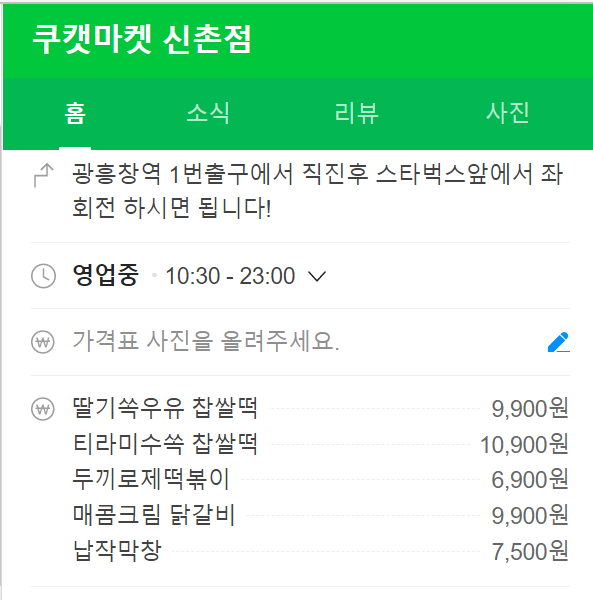 쿠캣마켓 신촌점
홈 소식 리뷰 사진
광흥창역 1번출구에서 직진후 스타벅스앞에서 좌
회전 하시면 됩니다!
영업중 10:30 - 23:00
가격표 사진을 올려주세요.
딸기쏙우유 찹쌀떡 9,900원
티라미수쏙 찹쌀떡 10,900원
두끼로제떡볶이 6,900원
매콤크림 닭갈비 9,900원
납작막창 7,500원